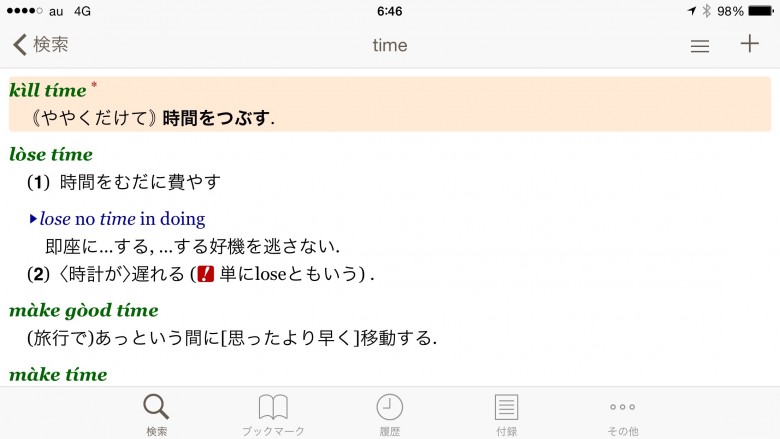 au 4G 6:46 98%
検索 time
kìll tíme *
《ややくだけて》時間をつぶす.
lòse tíme
(1) 時間をむだに費やす
▶lose no time in doing
即座に…する, …する好機を逃さない.
(2)〈時計が〉遅れる (! 単にloseともいう) .
màke gòod tíme
(旅行で)あっという間に[思ったより早く]移動する.
màke tíme
検索 ブックマーク 履歴 付録 その他